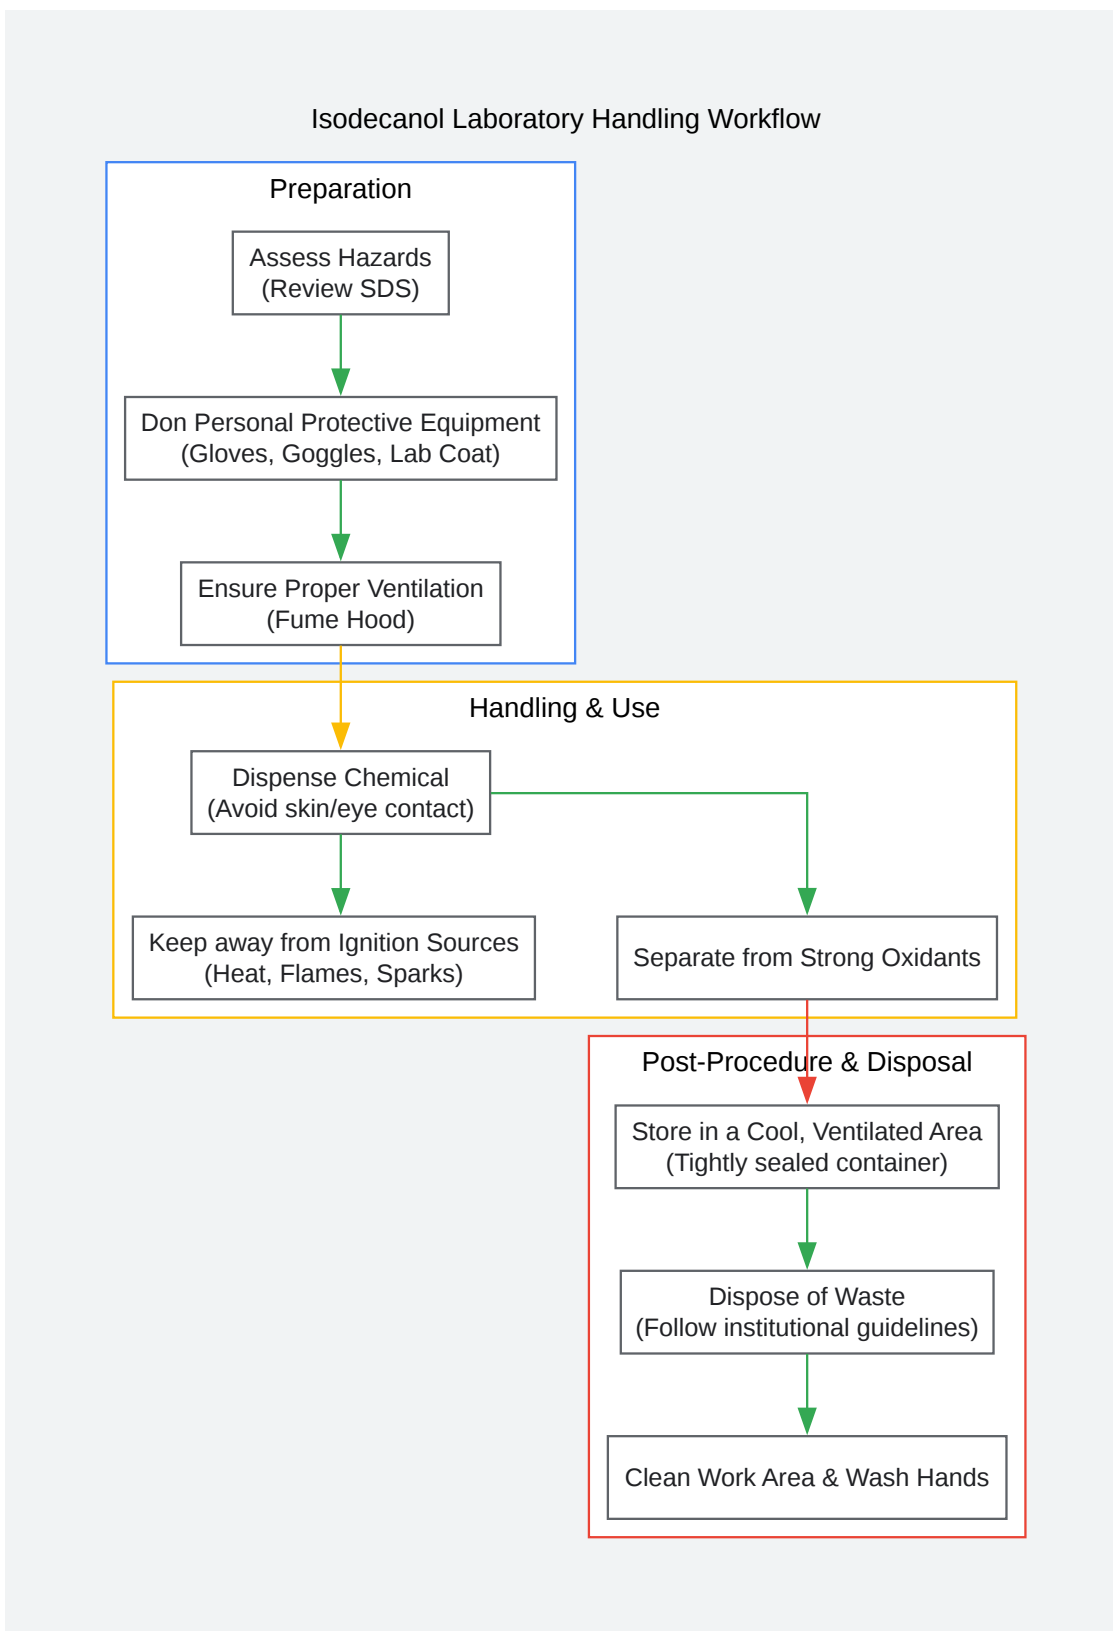 Isodecanol Laboratory Handling Workflow
Preparation
Assess Hazards
(Review SDS)
Don Personal Protective Equipment
(Gloves, Goggles, Lab Coat)
Ensure Proper Ventilation
(Fume Hood)
Handling & Use
Dispense Chemical
(Avoid skin/eye contact)
Keep away from Ignition Sources
(Heat, Flames, Sparks)
Separate from Strong Oxidants
Post-Procedure & Disposal
Store in a Cool, Ventilated Area
(Tightly sealed container)
Dispose of Waste
(Follow institutional guidelines)
Clean Work Area & Wash Hands